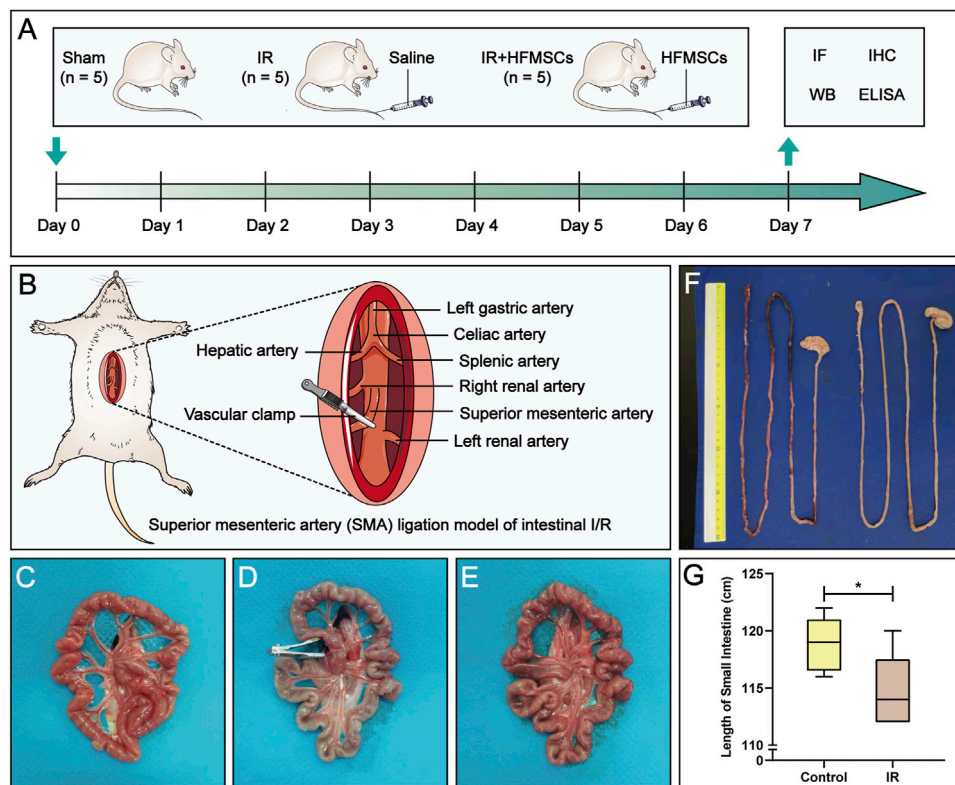 A
Sham
(n = 5)
IR
(n = 5)
Saline
IR+HFMSCs
(n = 5)
HFMSCs
IF IHC
WB ELISA
Day 0 Day 1 Day 2 Day 3 Day 4 Day 5 Day 6 Day 7
B
Left gastric artery
Celiac artery
Hepatic artery
Splenic artery
Right renal artery
Vascular clamp
Superior mesenteric artery
Left renal artery
Superior mesenteric artery (SMA) ligation model of intestinal I/R
C
D
E
F
G
Length of Small Intestine (cm)
125
120
115
110
0
*
Control IR